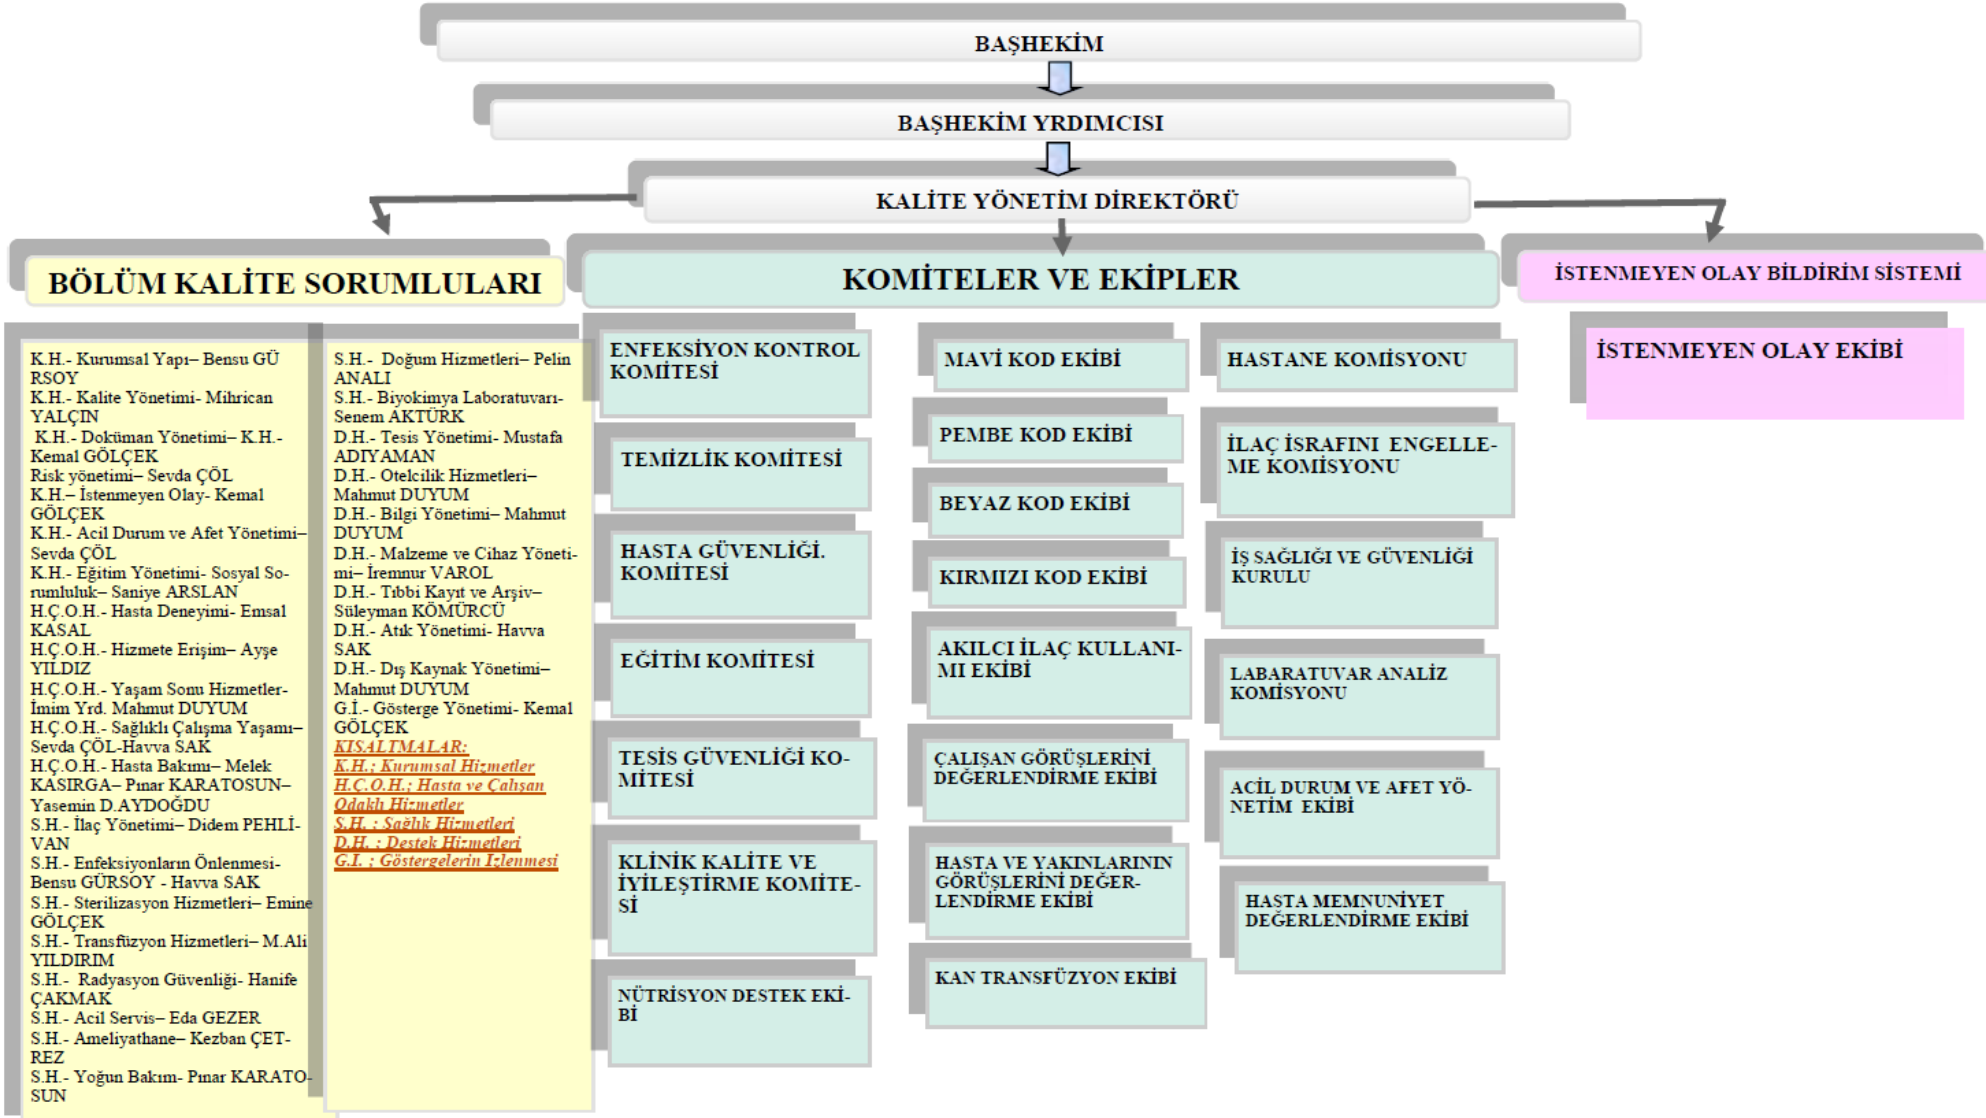 BAŞHEKİM
BAŞHEKİM YRDIMCISI
KALİTE YÖNETİM DİREKTÖRÜ
BÖLÜM KALİTE SORUMLULARI
K.H.- Kurumsal Yapı– Bensu GÜ
RSOY
K.H.- Kalite Yönetimi- Mihrican
YALÇIN
K.H.- Doküman Yönetimi– K.H.-
Kemal GÖLÇEK
Risk yönetimi– Sevda ÇÖL
K.H.– İstenmeyen Olay- Kemal
GÖLÇEK
K.H.- Acil Durum ve Afet Yönetimi–
Sevda ÇÖL
K.H.- Eğitim Yönetimi- Sosyal So-
rumluluk– Saniye ARSLAN
H.Ç.O.H.- Hasta Deneyimi- Emsal
KASAL
H.Ç.O.H.- Hizmete Erişim– Ayşe
YILDIZ
H.Ç.O.H.- Yaşam Sonu Hizmetler-
İmim Yrd. Mahmut DUYUM
H.Ç.O.H.- Sağlıklı Çalışma Yaşamı–
Sevda ÇÖL-Havva SAK
H.Ç.O.H.- Hasta Bakımı– Melek
KASIRGA– Pınar KARATOSUN–
Yasemin D.AYDOĞDU
S.H.- İlaç Yönetimi– Didem PEHLİ-
VAN
S.H.- Enfeksiyonların Önlenmesi-
Bensu GÜRSOY - Havva SAK
S.H.- Sterilizasyon Hizmetleri– Emine
GÖLÇEK
S.H.- Transfüzyon Hizmetleri– M.Ali
YILDIRIM
S.H.- Radyasyon Güvenliği- Hanife
ÇAKMAK
S.H.- Acil Servis– Eda GEZER
S.H.- Ameliyathane– Kezban ÇET-
REZ
S.H.- Yoğun Bakım- Pınar KARATO-
SUN
S.H.- Doğum Hizmetleri– Pelin
ANALI
S.H.- Biyokimya Laboratuvarı-
Senem AKTÜRK
D.H.- Tesis Yönetimi- Mustafa
ADIYAMAN
D.H.- Otelcilik Hizmetleri–
Mahmut DUYUM
D.H.- Bilgi Yönetimi– Mahmut
DUYUM
D.H.- Malzeme ve Cihaz Yöneti-
mi– İremnur VAROL
D.H.- Tıbbi Kayıt ve Arşiv–
Süleyman KÖMÜRCÜ
D.H.- Atık Yönetimi- Havva
SAK
D.H.- Dış Kaynak Yönetimi–
Mahmut DUYUM
G.İ.- Gösterge Yönetimi- Kemal
GÖLÇEK
KISALTMALAR:
K.H.; Kurumsal Hizmetler
H.Ç.O.H.; Hasta ve Çalışan
Odaklı Hizmetler
S.H. ; Sağlık Hizmetleri
D.H. ; Destek Hizmetleri
G.I. ; Göstergelerin Izlenmesi
KOMİTELER VE EKİPLER
ENFEKSİYON KONTROL
KOMİTESİ
TEMİZLİK KOMİTESİ
HASTA GÜVENLİĞİ.
KOMİTESİ
EĞİTİM KOMİTESİ
TESİS GÜVENLİĞİ KO-
MİTESİ
KLİNİK KALİTE VE
İYİLEŞTİRME KOMİTE-
Sİ
NÜTRİSYON DESTEK EKİ-
Bİ
MAVİ KOD EKİBİ
PEMBE KOD EKİBİ
BEYAZ KOD EKİBİ
KIRMIZI KOD EKİBİ
AKILCI İLAÇ KULLANI-
MI EKİBİ
ÇALIŞAN GÖRÜŞLERİNİ
DEĞERLENDİRME EKİBİ
HASTA VE YAKINLARININ
GÖRÜŞLERİNİ DEĞER-
LENDİRME EKİBİ
KAN TRANSFÜZYON EKİBİ
HASTANE KOMİSYONU
İLAÇ İSRAFINI ENGELLE-
ME KOMİSYONU
İŞ SAĞLIĞI VE GÜVENLİĞİ
KURULU
LABARATUVAR ANALİZ
KOMİSYONU
ACİL DURUM VE AFET YÖ-
NETİM EKİBİ
HASTA MEMNUNİYET
DEĞERLENDİRME EKİBİ
İSTENMEYEN OLAY BİLDİRİM SİSTEMİ
İSTENMEYEN OLAY EKİBİ